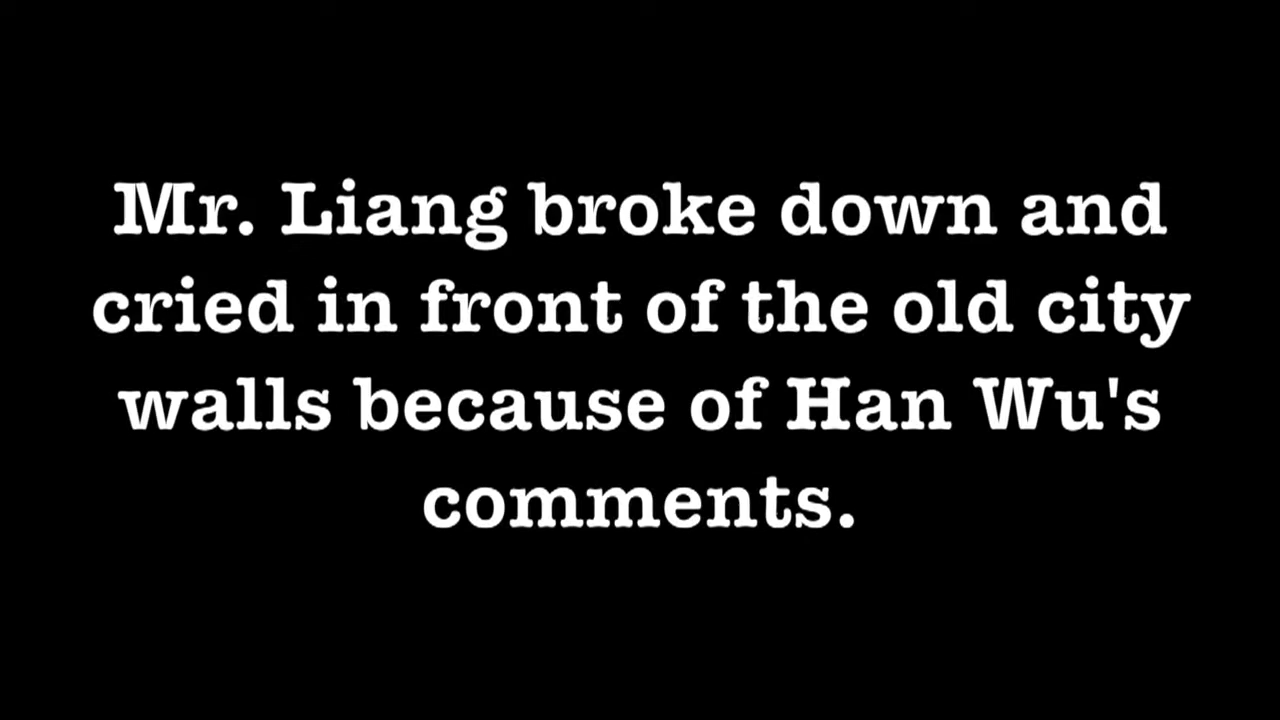 Mr. Liang broke down and
cried in front of the old city
walls because of Han Wu's
comments.